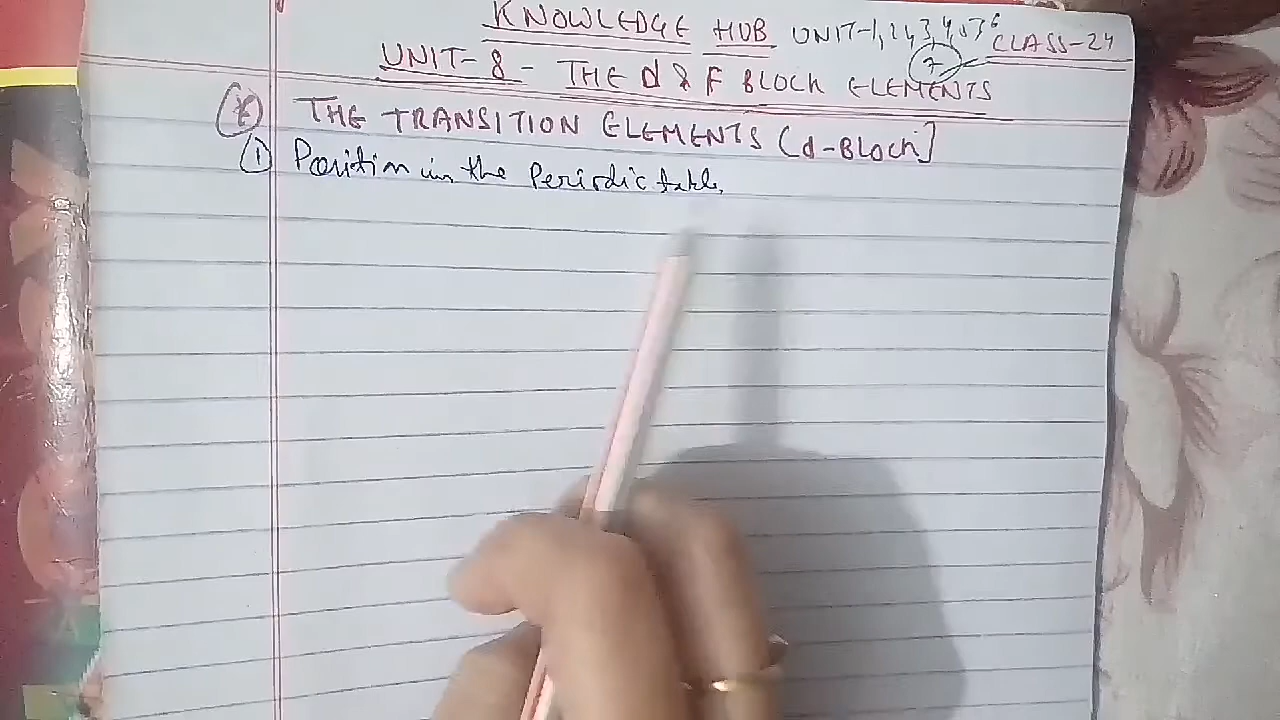 KNOWLEDGE HUB UNIT-1,2,3,4,5,6 CLASS-24
7
UNIT-8 - THE d & F BLOCK ELEMENTS
THE TRANSITION ELEMENTS (d-BLOCK]
① Position in the Periodic table,